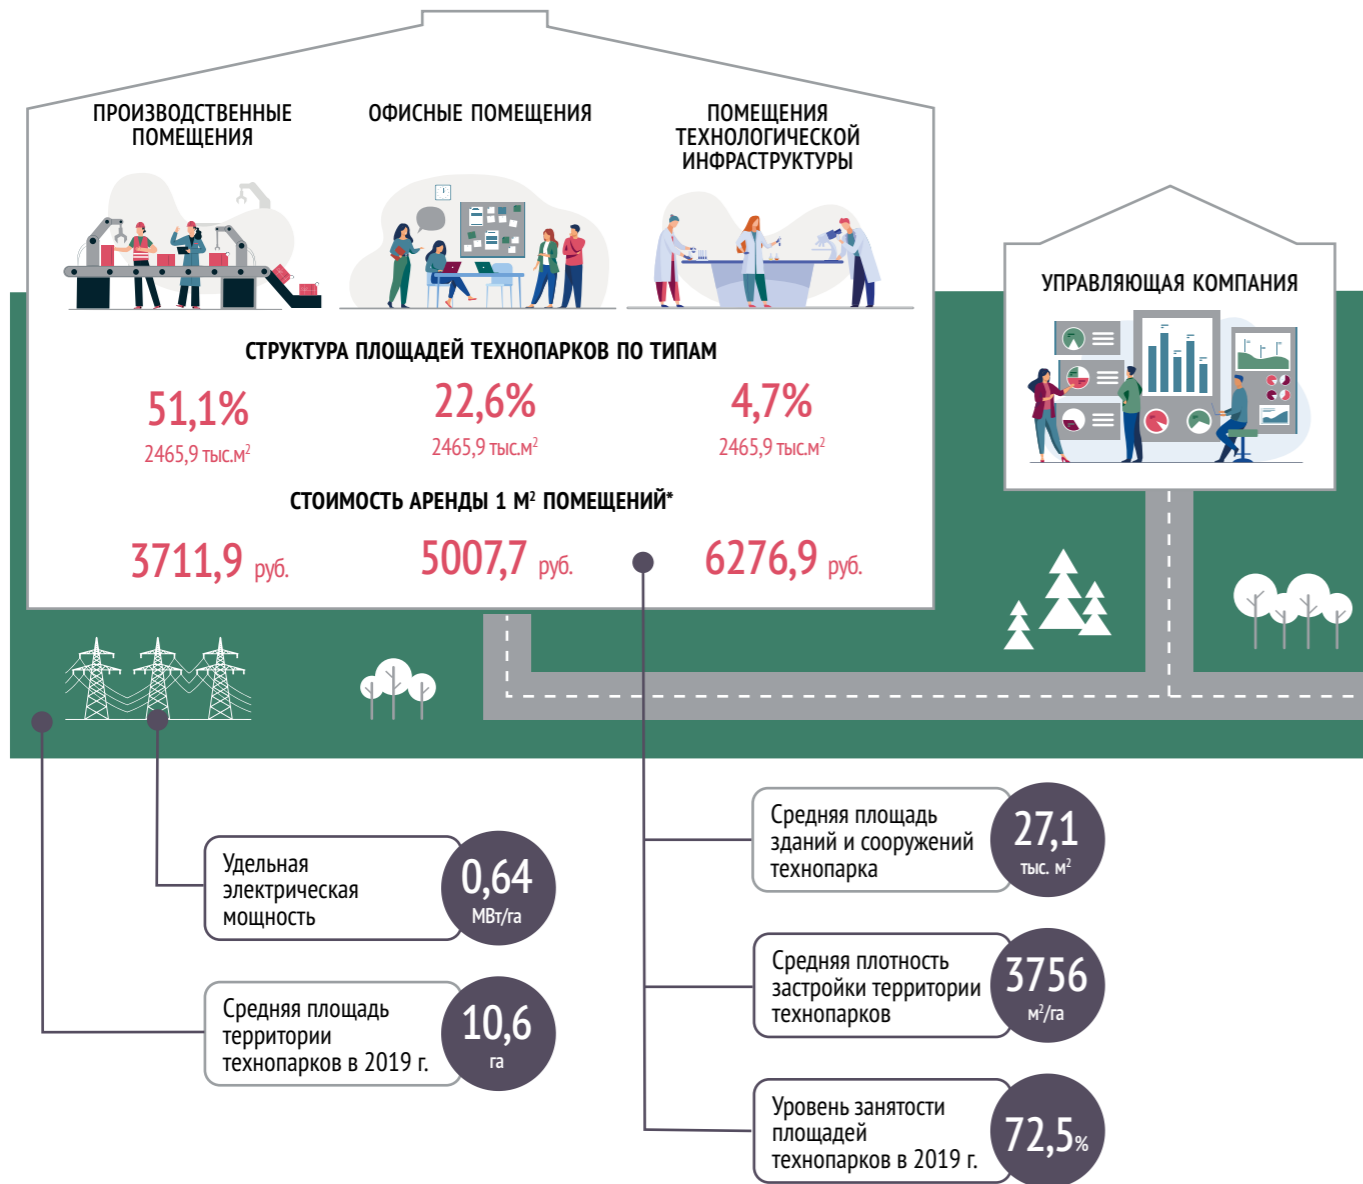 ПРОИЗВОДСТВЕННЫЕ
ПОМЕЩЕНИЯ
ОФИСНЫЕ ПОМЕЩЕНИЯ
ПОМЕЩЕНИЯ
ТЕХНОЛОГИЧЕСКОЙ
ИНФРАСТРУКТУРЫ
УПРАВЛЯЮЩАЯ КОМПАНИЯ
СТРУКТУРА ПЛОЩАДЕЙ ТЕХНОПАРКОВ ПО ТИПАМ
51,1%
2465,9 тыс.м²
22,6%
2465,9 тыс.м²
4,7%
2465,9 тыс.м²
СТОИМОСТЬ АРЕНДЫ 1 М² ПОМЕЩЕНИЙ*
3711,9 руб.
5007,7 руб.
6276,9 руб.
Удельная
электрическая
мощность
0,64
МВт/га
Средняя площадь
территории
технопарков в 2019 г.
10,6
га
Средняя площадь
зданий и сооружений
технопарка
27,1
тыс. м²
Средняя плотность
застройки территории
технопарков
3756
м²/га
Уровень занятости
площадей
технопарков в 2019 г.
72,5%